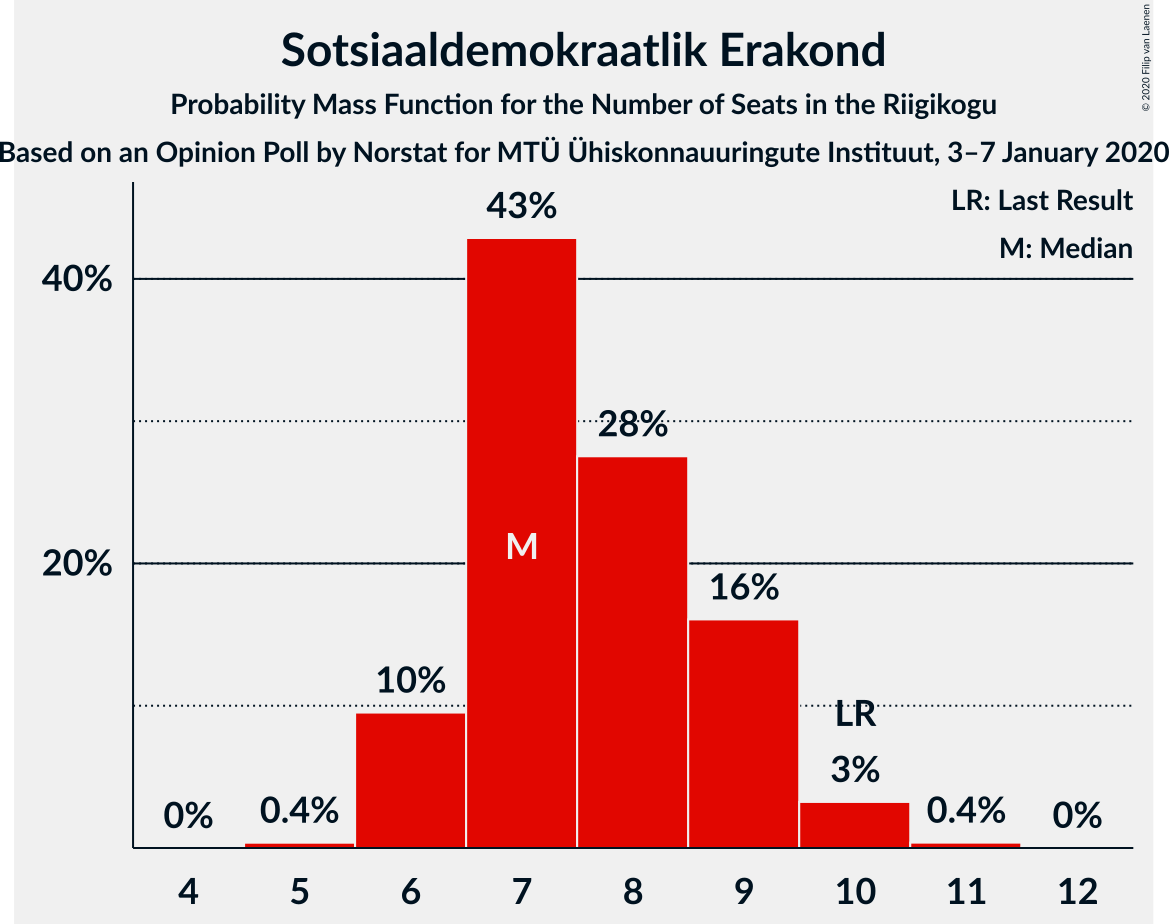 Sotsiaaldemokraatlik Erakond
Probability Mass Function for the Number of Seats in the Riigikogu
Based on an Opinion Poll by Norstat for MTÜ Ühiskonnauuringute Instituut, 3–7 January 2020
© 2020 Filip van Laenen
LR: Last Result
M: Median
43%
40%
28%
M
20%
16%
10%
LR
3%
0%
0.4%
0.4%
0%
4 5 6 7 8 9 10 11 12